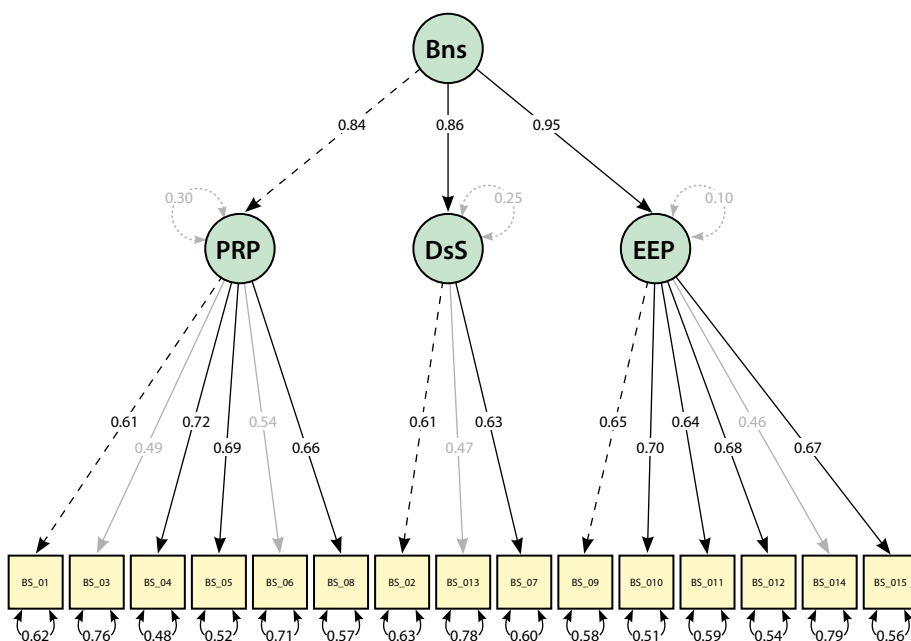 Bns
0.84 0.86 0.95
0.30 0.25 0.10
PRP DsS EEP
0.61 0.72 0.54 0.61 0.63 0.65 0.64 0.46
0.49 0.69 0.66 0.47 0.70 0.68 0.67
BS_01 BS_03 BS_04 BS_05 BS_06 BS_08 BS_02 BS_013 BS_07 BS_09 BS_010 BS_011 BS_012 BS_014 BS_015
0.62 0.76 0.48 0.52 0.71 0.57 0.63 0.78 0.60 0.58 0.51 0.59 0.54 0.79 0.56